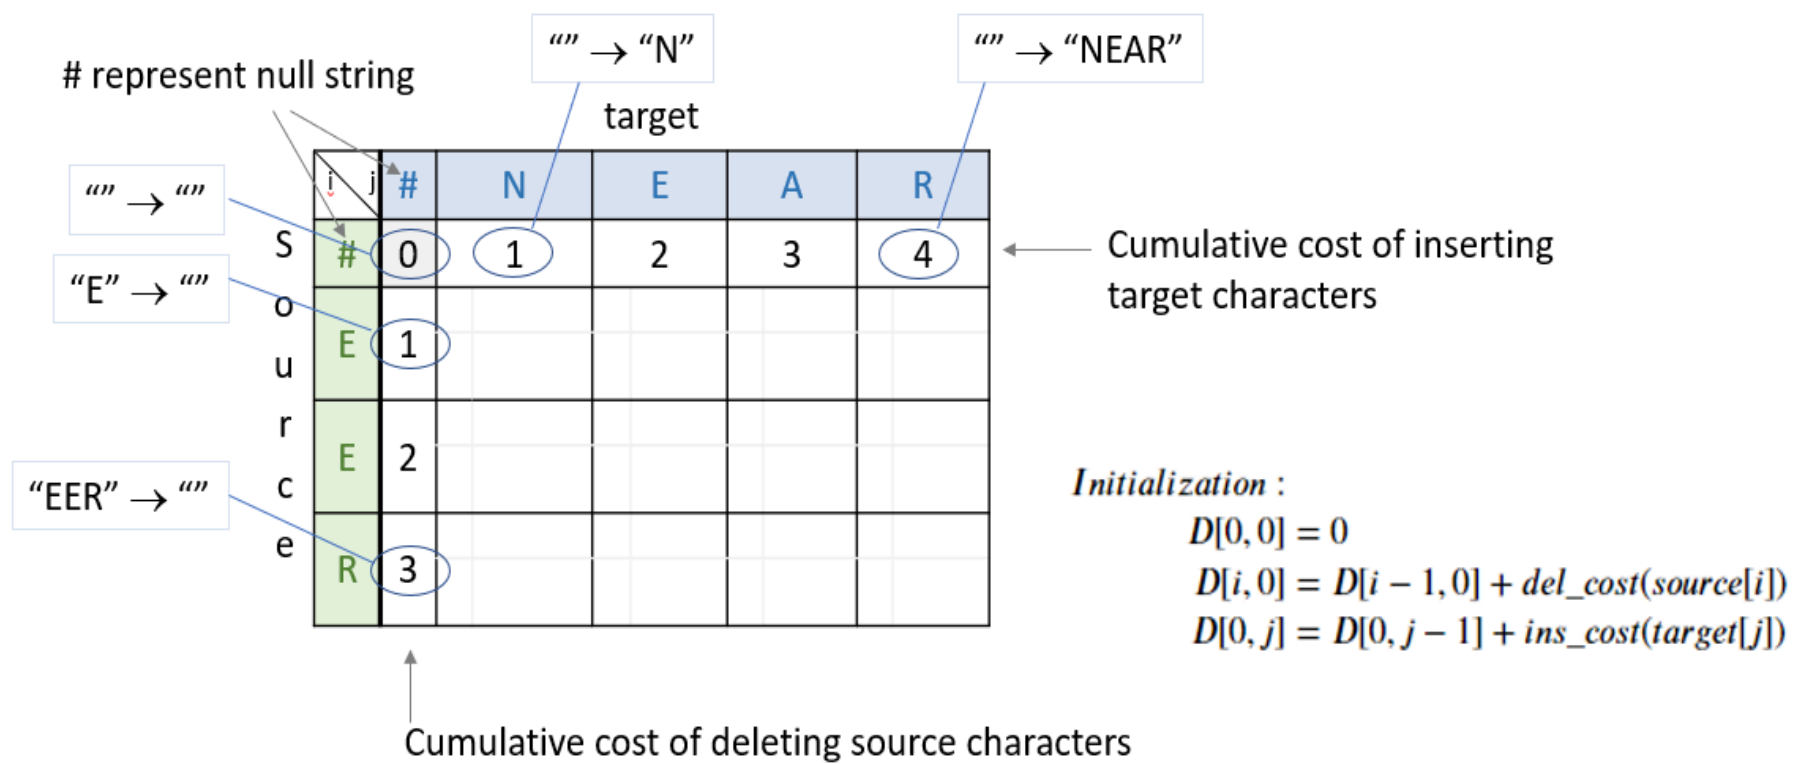 “” → “N”
“” → “NEAR”
# represent null string
target
“” → “”
i j # N E A R
# 0 1 2 3 4
Cumulative cost of inserting
target characters
“E” → “”
E 1
E 2
“EER” → “”
R 3
S
o
u
r
c
e
Initialization :
D[0, 0] = 0
D[i, 0] = D[i − 1, 0] + del_cost(source[i])
D[0, j] = D[0, j − 1] + ins_cost(target[j])
Cumulative cost of deleting source characters